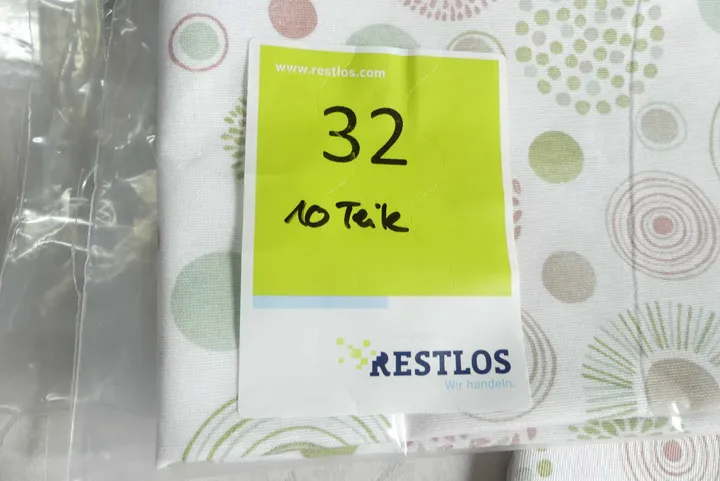 www.restlos.com
32
10 Teile
RESTLOS
Wir handeln.